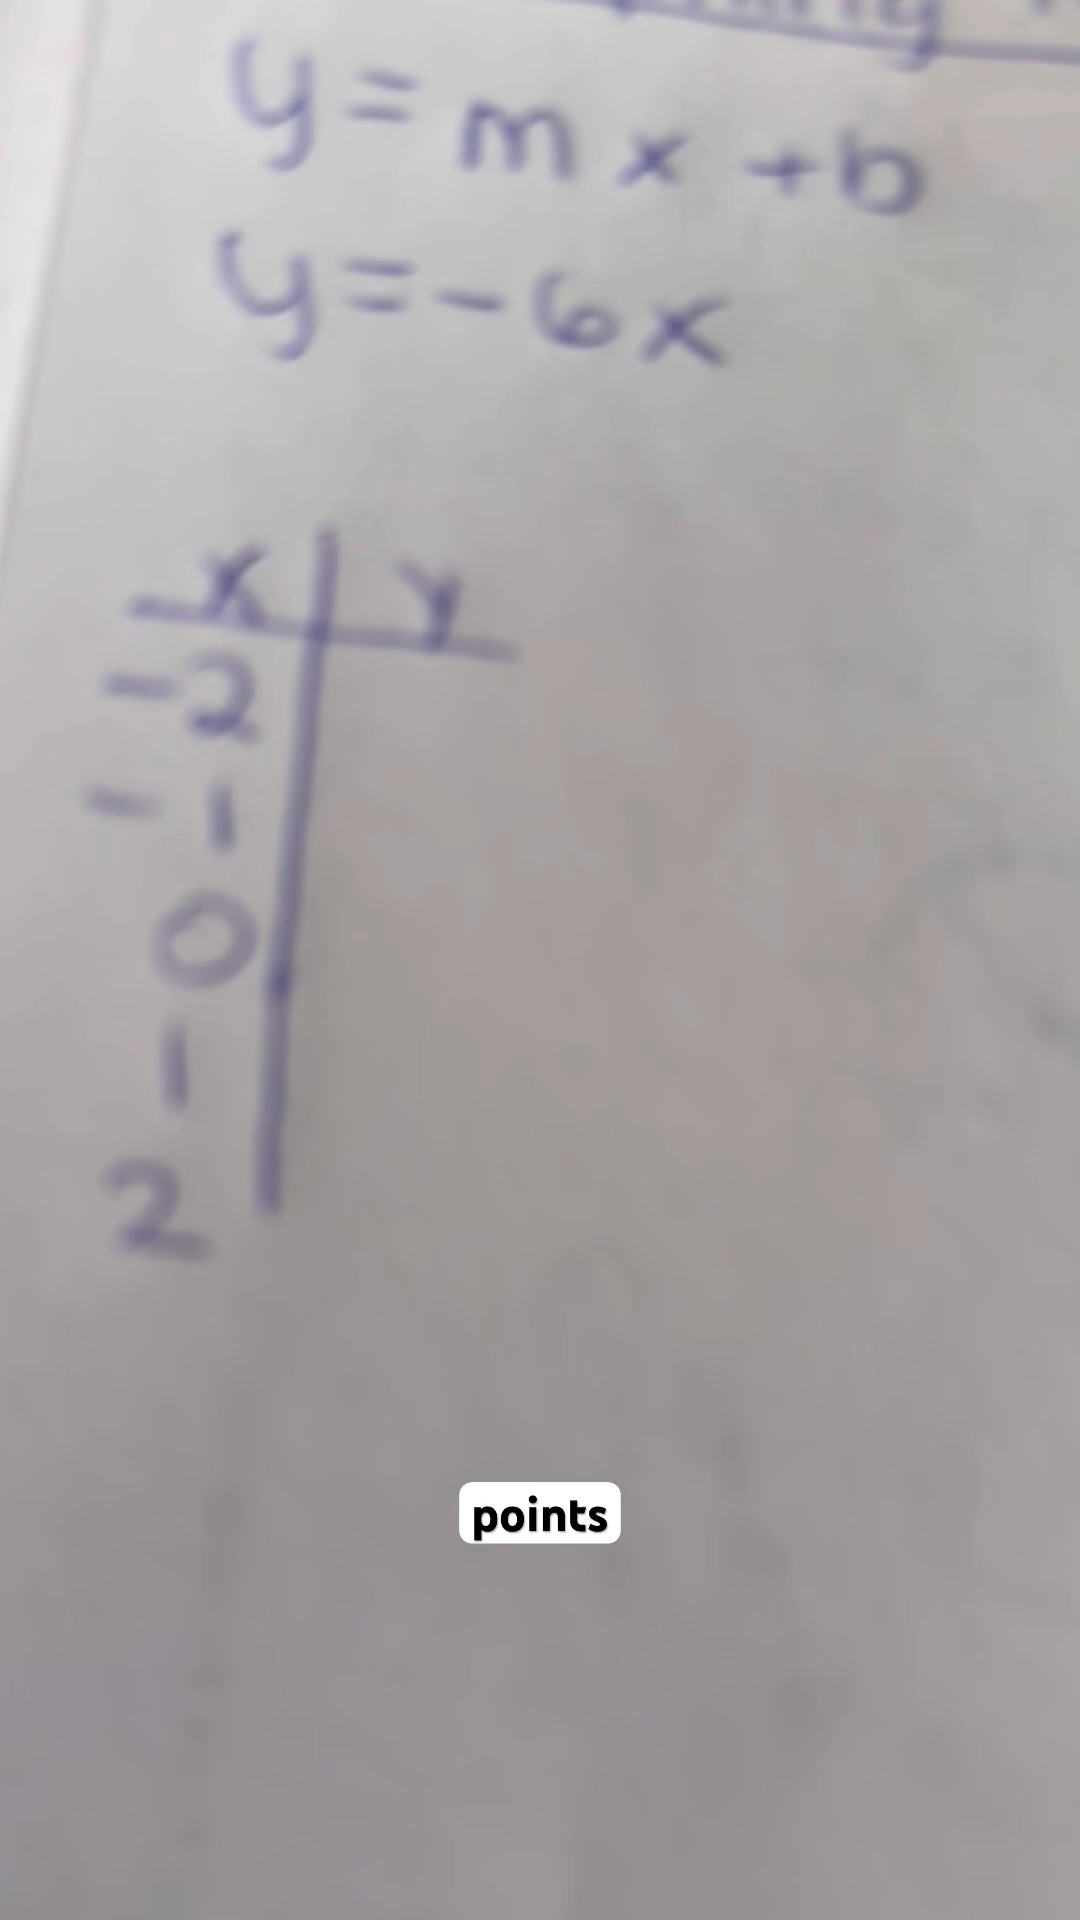 y = mx + b
y = -6x
x | y
-2
-1
0
1
2
points